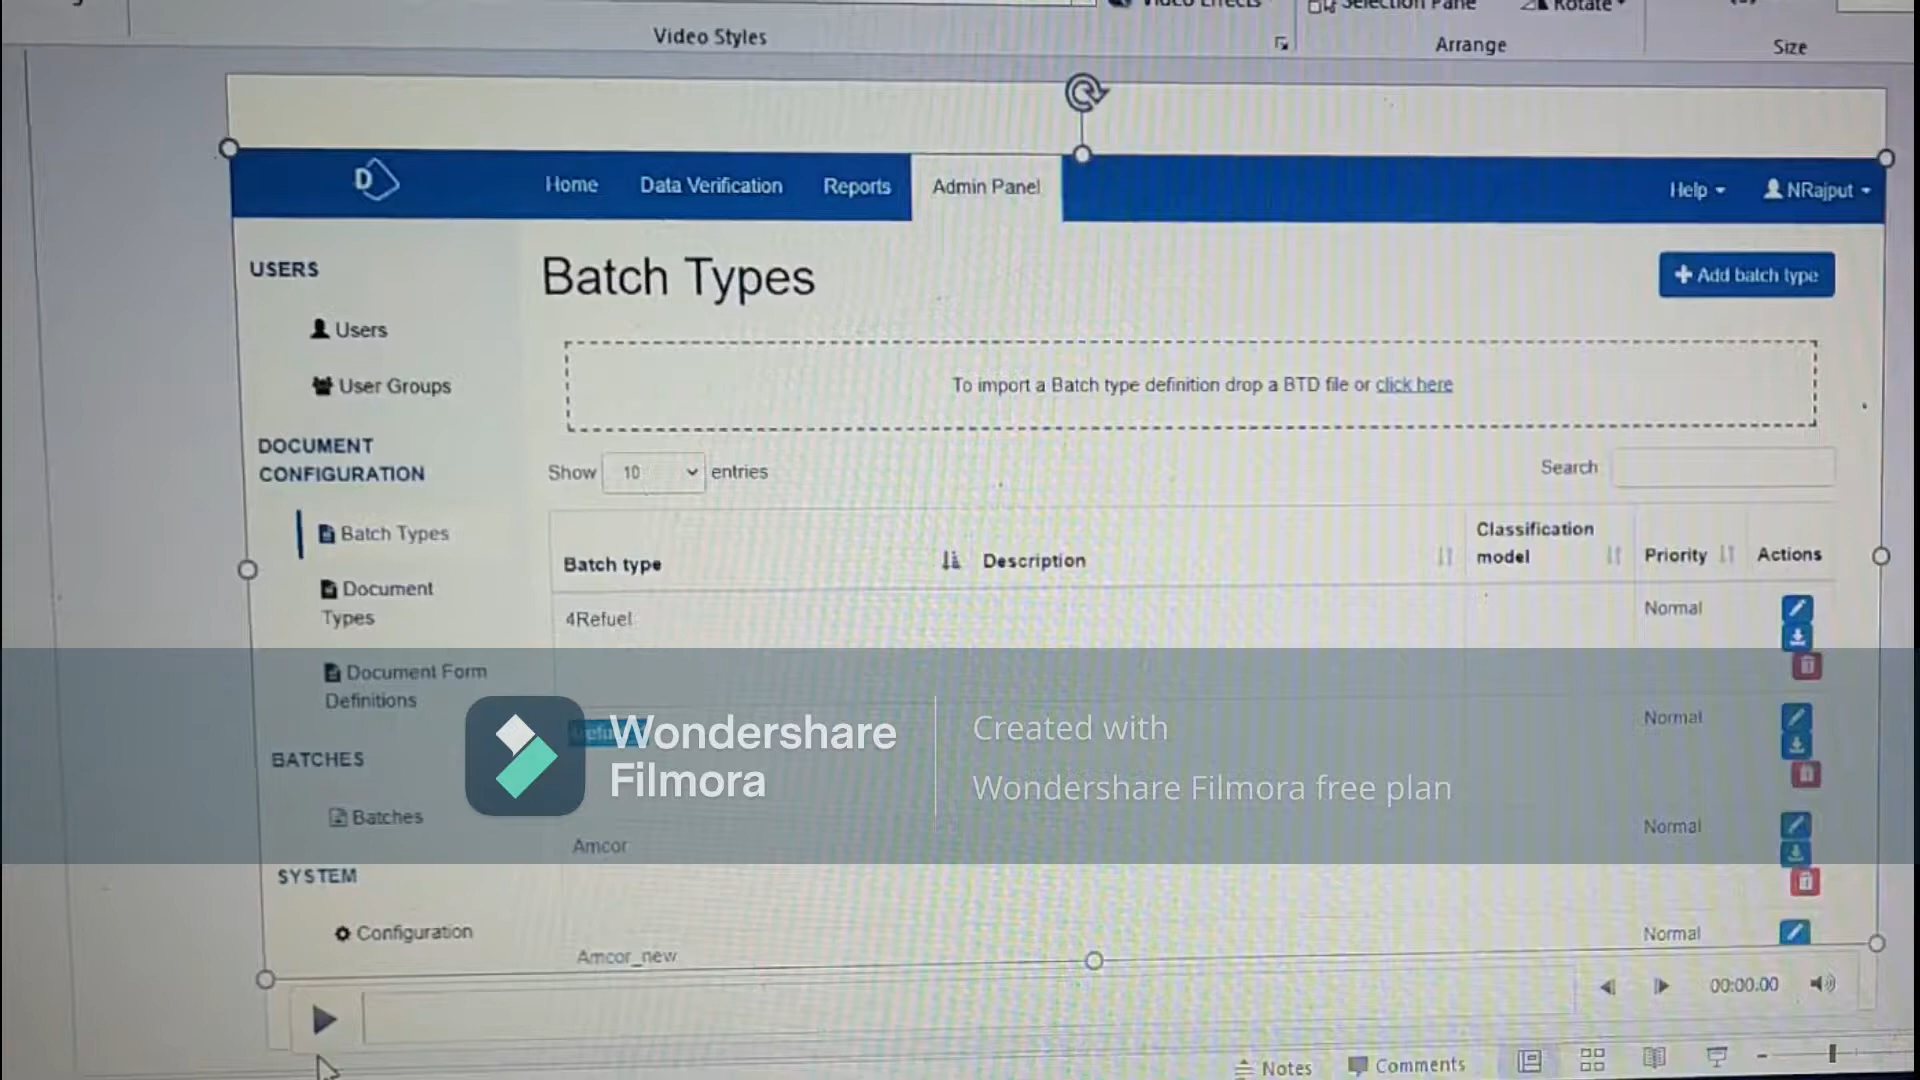 Video Styles
Selection Pane
Rotate
Arrange
Size
D
Home
Data Verification
Reports
Admin Panel
Help
NRajput
USERS
Users
User Groups
DOCUMENT
CONFIGURATION
Batch Types
Document
Types
Document Form
Definitions
BATCHES
Batches
SYSTEM
Configuration
Batch Types
Add batch type
To import a Batch type definition drop a BTD file or click here
Show 10 entries
Search
Batch type
Description
Classification
model
Priority
Actions
4Refuel
Normal
Normal
Amcor
Normal
Amcor_new
Normal
Wondershare
Filmora
Created with
Wondershare Filmora free plan
00:00.00
Notes
Comments